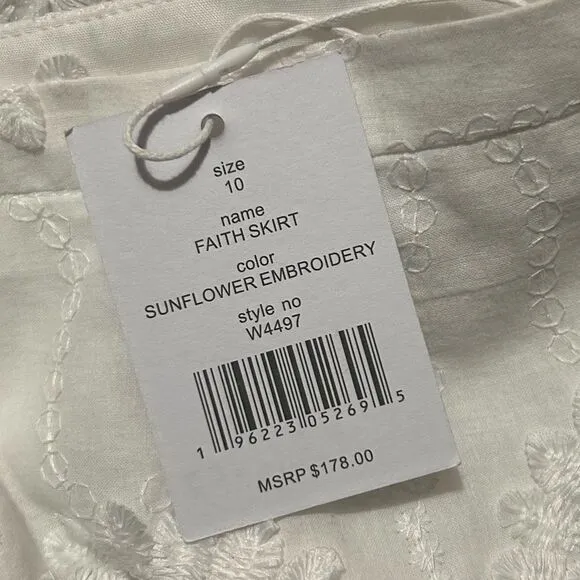 size
10
name
FAITH SKIRT
color
SUNFLOWER EMBROIDERY
style no
W4497
1 96223 05269 5
MSRP $178.00